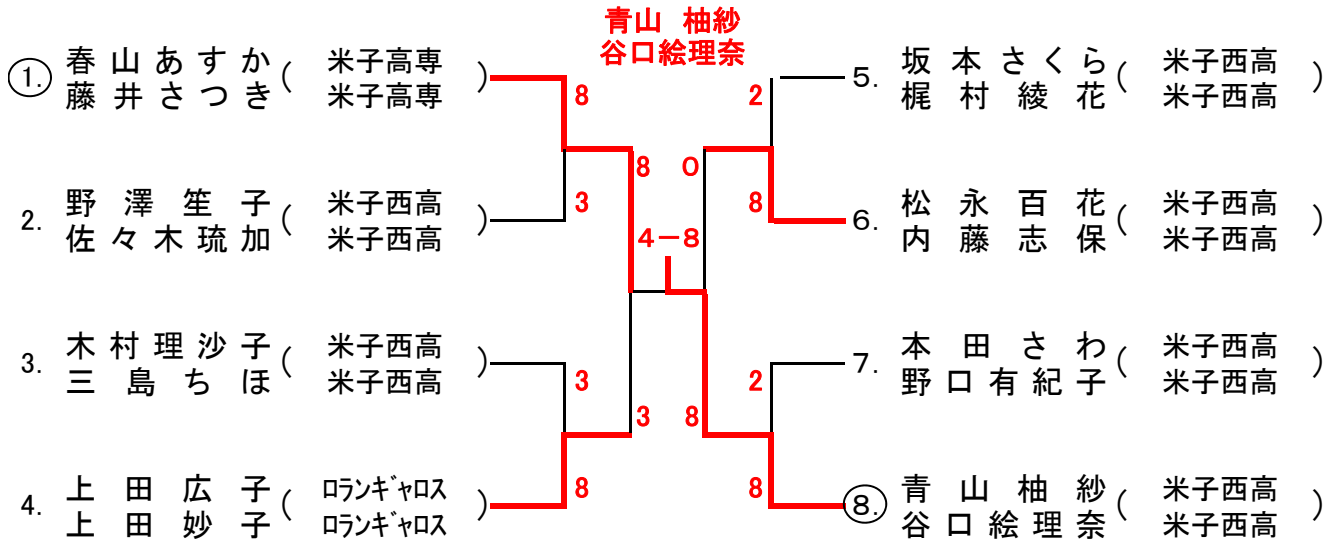 青山 柚紗
谷口絵理奈
① 春山あすか ( 米子高専 )
藤井さつき 米子高専
8
3
2. 野澤笙子 ( 米子西高 )
佐々木琉加 米子西高
8
3. 木村理沙子 ( 米子西高 )
三島ちほ 米子西高
3
8
3
4. 上田広子 ( ロランギャロス )
上田妙子 ロランギャロス
4－8
5. 坂本さくら ( 米子西高 )
梶村綾花 米子西高
2
8
0
6. 松永百花 ( 米子西高 )
内藤志保 米子西高
7. 本田さわ ( 米子西高 )
野口有紀子 米子西高
2
8
8
⑧. 青山柚紗 ( 米子西高 )
谷口絵理奈 米子西高